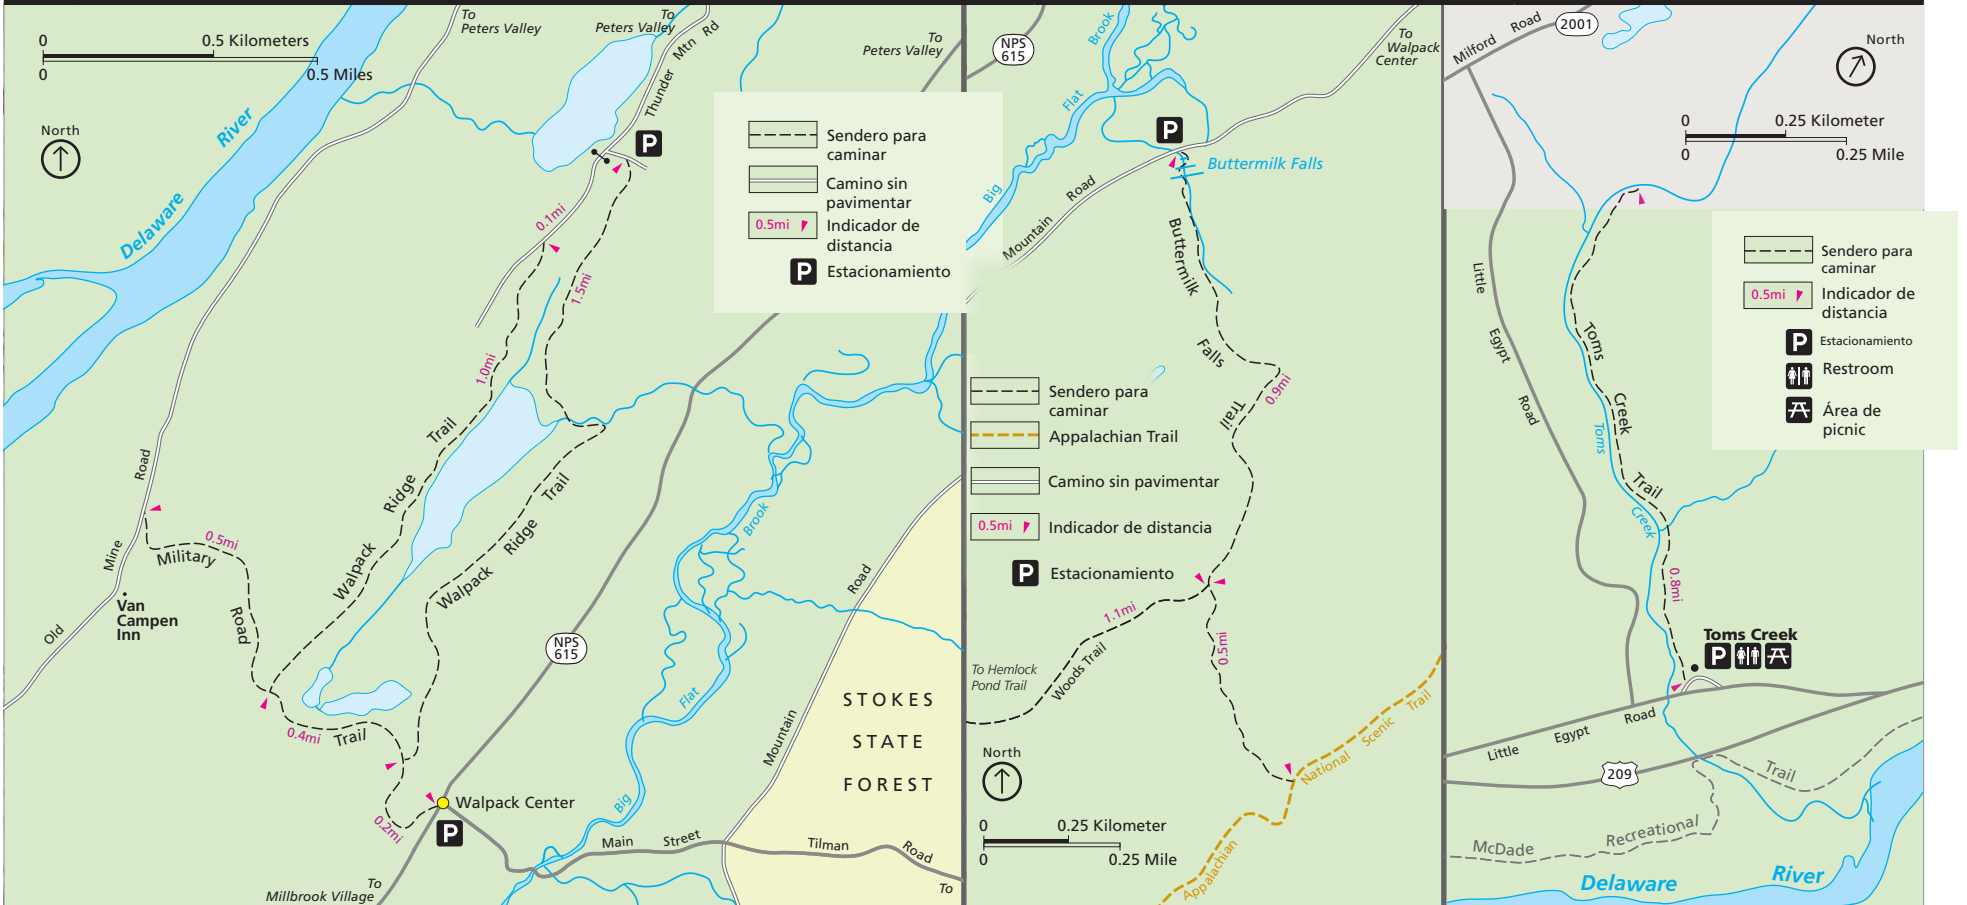 To
Peters Valley
To
Peters Valley
0
0.5 Kilometers
0
0.5 Miles
North
River
Delaware
Thunder
Mtn
Rd
P
To
Peters Valley
Sendero para
caminar
Camino sin
pavimentar
0.5mi
Indicador de
distancia
P
Estacionamiento
0.1mi
1.5mi
1.0mi
Trail
Ridge
Walpack
Trail
Ridge
Walpack
Road
Mine
Old
0.5mi
Military
Road
Van
Campen
Inn
0.4mi
Trail
0.2mi
Walpack Center
P
NPS
615
Brook
Flat
Big
Road
Mountain
STOKES
STATE
FOREST
Main
Street
Tilman
Road
To
To
Millbrook Village
NPS
615
Brook
Flat
Big
To
Walpack
Center
P
Buttermilk Falls
Mountain
Road
Buttermilk
Falls
Trail
0.9mi
Sendero para
caminar
Appalachian Trail
Camino sin pavimentar
0.5mi
Indicador de distancia
P
Estacionamiento
1.1mi
0.5mi
To Hemlock
Pond Trail
Woods Trail
North
0
0.25 Kilometer
0
0.25 Mile
Appalachian
National
Scenic
Trail
Milford
Road
2001
North
0
0.25 Kilometer
0
0.25 Mile
Little
Egypt
Road
Toms
Creek
Trail
Toms
Creek
0.8mi
Sendero para
caminar
0.5mi
Indicador de
distancia
P
Estacionamiento
Restroom
Área de
picnic
Toms Creek
P
Little
Egypt
Road
209
Trail
McDade
Recreational
Delaware
River